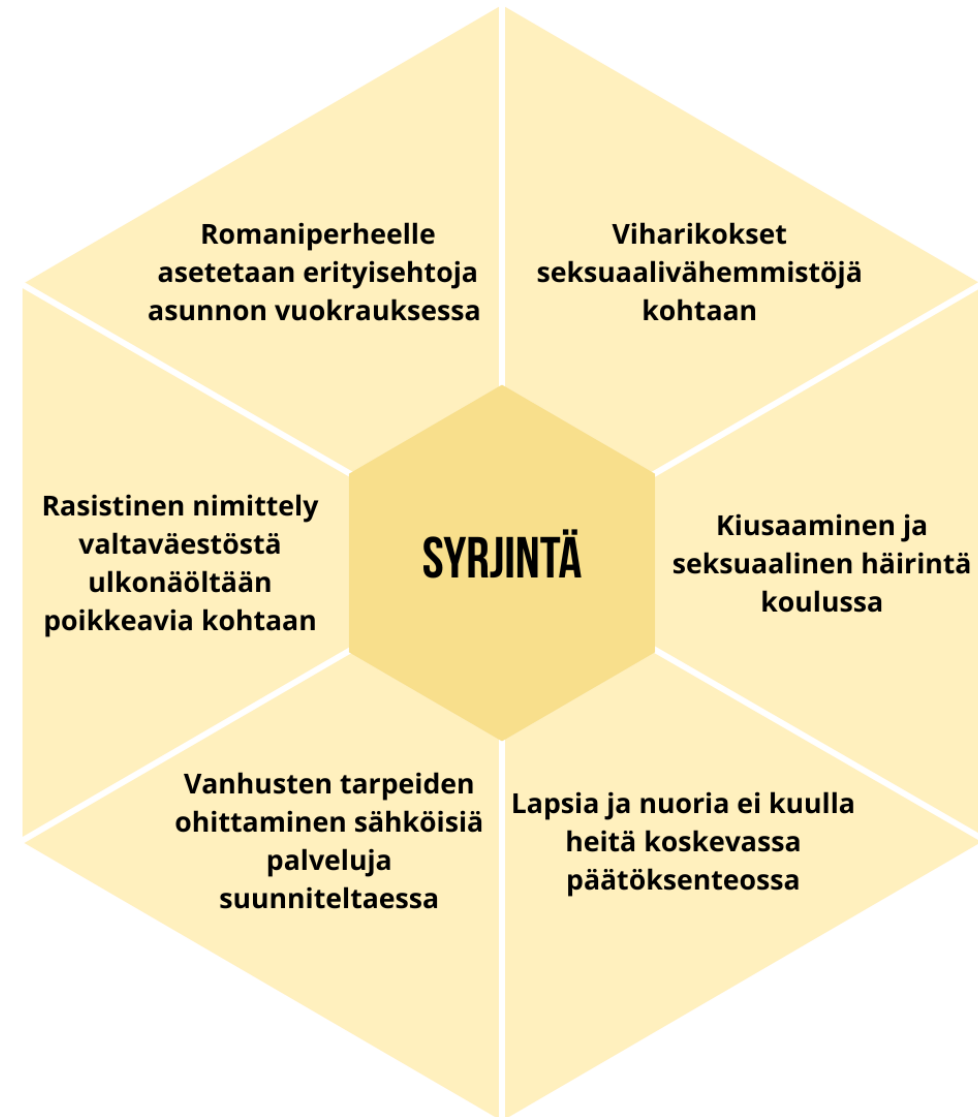 Romaniperheelle
asetetaan erityisehtoja
asunnon vuokrauksessa
Viharikokset
seksuaalivähemmistöjä
kohtaan
Rasistinen nimittely
valtaväestöstä
ulkonäöltään
poikkeavia kohtaan
SYRJINTÄ
Kiusaaminen ja
seksuaalinen häirintä
koulussa
Vanhusten tarpeiden
ohittaminen sähköisiä
palveluja
suunniteltaessa
Lapsia ja nuoria ei kuulla
heitä koskevassa
päätöksenteossa